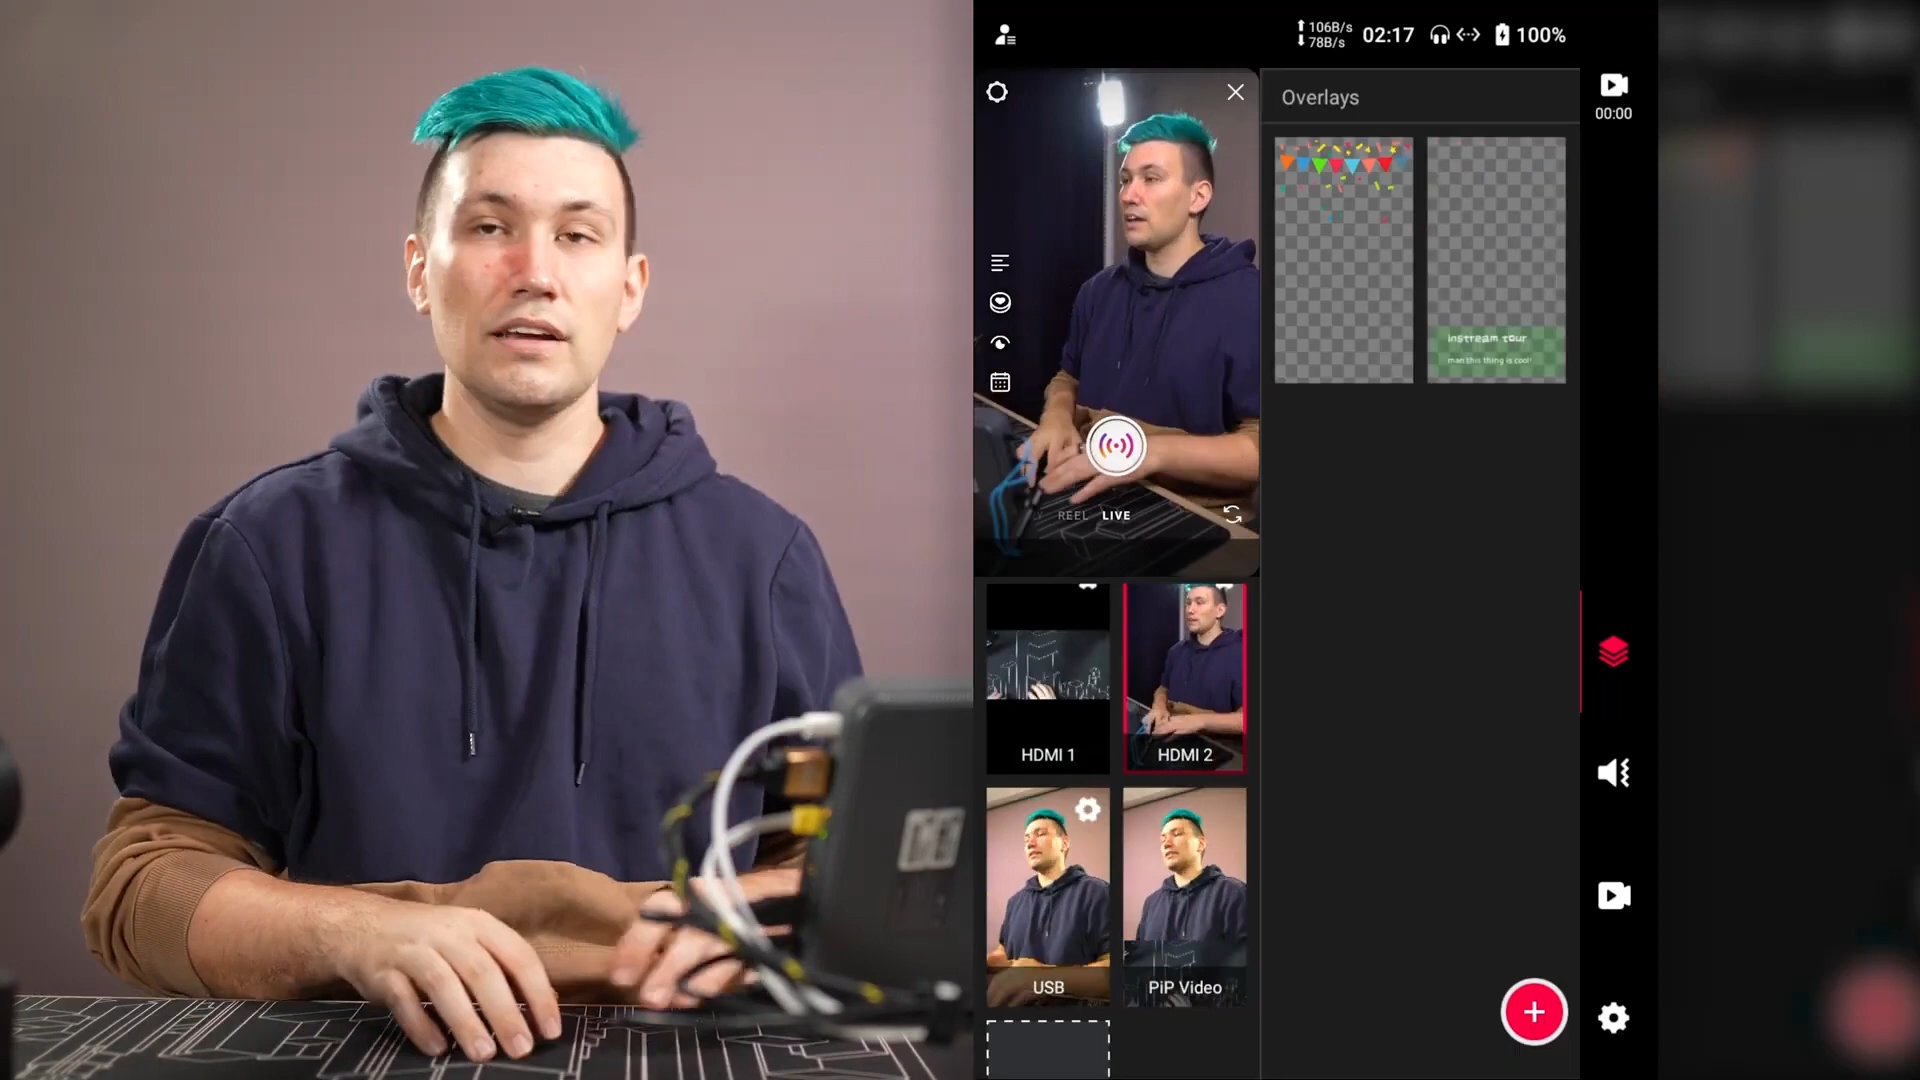 106B/s
78B/s
02:17
100%
00:00
Overlays
instream tour
man this thing is cool!
REEL
LIVE
HDMI 1
HDMI 2
USB
PiP Video